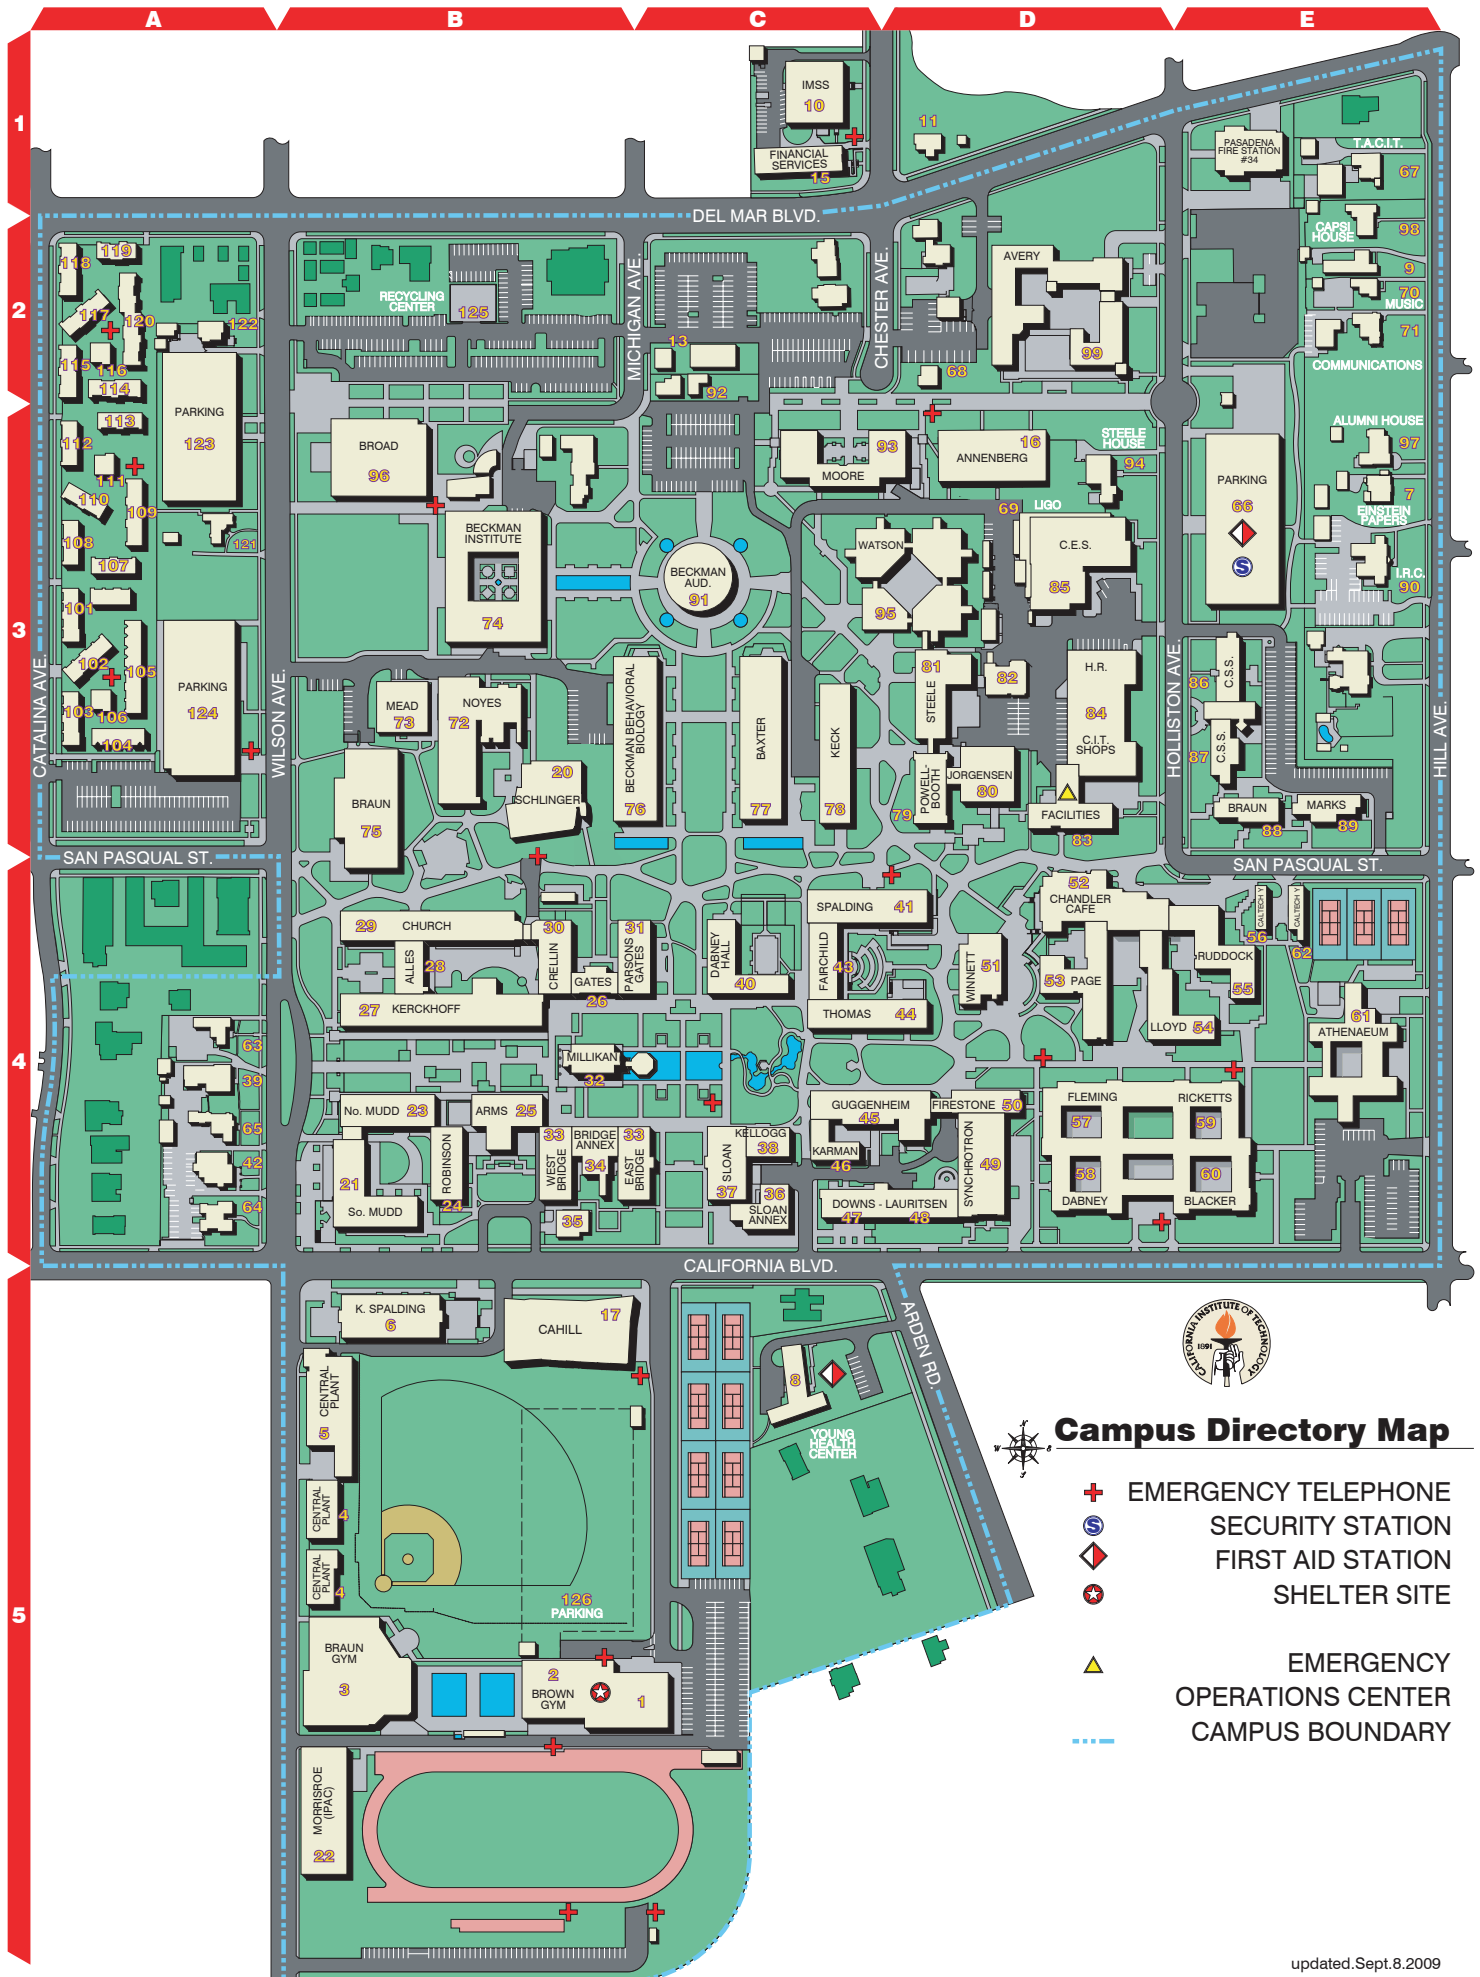 A
B
C
D
E
1
IMSS
10
11
FINANCIAL
SERVICES
15
PASADENA
FIRE STATION
#34
T.A.C.I.T.
67
DEL MAR BLVD.
2
118
119
117
120
122
115
116
114
RECYCLING
CENTER
125
MICHIGAN AVE.
13
92
CHESTER AVE.
AVERY
99
68
CAPSI
HOUSE
98
9
70
MUSIC
71
COMMUNICATIONS
3
113
112
111
110
109
108
107
121
PARKING
123
BROAD
96
BECKMAN
INSTITUTE
74
BECKMAN
AUD.
91
MOORE
93
ANNENBERG
16
STEELE
HOUSE
94
LIGO
69
WATSON
95
C.E.S.
85
PARKING
66
S
ALUMNI HOUSE
97
7
EINSTEIN
PAPERS
I.R.C.
90
101
102
103
104
105
106
PARKING
124
CATALINA AVE.
WILSON AVE.
MEAD
73
NOYES
72
BRAUN
75
20
SCHLINGER
BECKMAN BEHAVIORAL
BIOLOGY
76
BAXTER
77
KECK
78
STEELE
81
82
H.R.
84
C.I.T.
SHOPS
POWELL-
BOOTH
79
JORGENSEN
80
FACILITIES
83
HOLLISTON AVE.
C.S.S.
86
C.S.S.
87
BRAUN
88
MARKS
89
HILL AVE.
SAN PASQUAL ST.
SAN PASQUAL ST.
4
29
CHURCH
ALLES
28
27
KERCKHOFF
30
CRELLIN
GATES
26
31
PARSONS
GATES
DABNEY
HALL
40
SPALDING
41
FAIRCHILD
43
THOMAS
44
WINNETT
51
52
CHANDLER
CAFE
53
PAGE
RUDDOCK
55
LLOYD
54
CALTECH Y
56
CALTECH Y
62
61
ATHENAEUM
63
39
65
42
64
MILLIKAN
32
No. MUDD
23
ARMS
25
21
So. MUDD
ROBINSON
24
33
WEST
BRIDGE
BRIDGE
ANNEX
34
33
EAST
BRIDGE
35
SLOAN
37
KELLOGG
38
36
SLOAN
ANNEX
GUGGENHEIM
45
KARMAN
46
FIRESTONE
50
SYNCHROTRON
49
DOWNS - LAURITSEN
47
48
FLEMING
57
RICKETTS
59
58
DABNEY
60
BLACKER
CALIFORNIA BLVD.
5
K. SPALDING
6
CAHILL
17
CENTRAL
PLANT
5
CENTRAL
PLANT
4
CENTRAL
PLANT
4
8
YOUNG
HEALTH
CENTER
ARDEN RD.
126
PARKING
BRAUN
GYM
3
2
BROWN
GYM
1
MORRISROE
(IPAC)
22
CALIFORNIA INSTITUTE OF TECHNOLOGY
1891
N
W
S
Campus Directory Map
EMERGENCY TELEPHONE
S
SECURITY STATION
FIRST AID STATION
SHELTER SITE
EMERGENCY
OPERATIONS CENTER
CAMPUS BOUNDARY
updated.Sept.8.2009